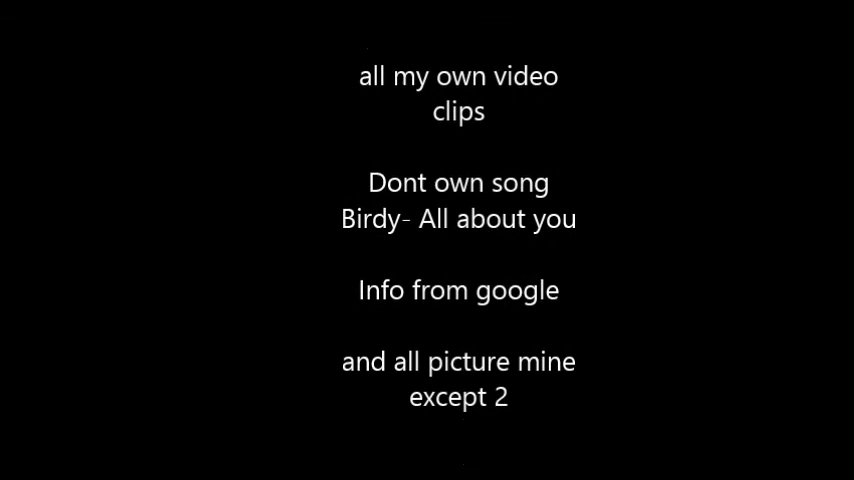 all my own video
clips
Dont own song
Birdy- All about you
Info from google
and all picture mine
except 2